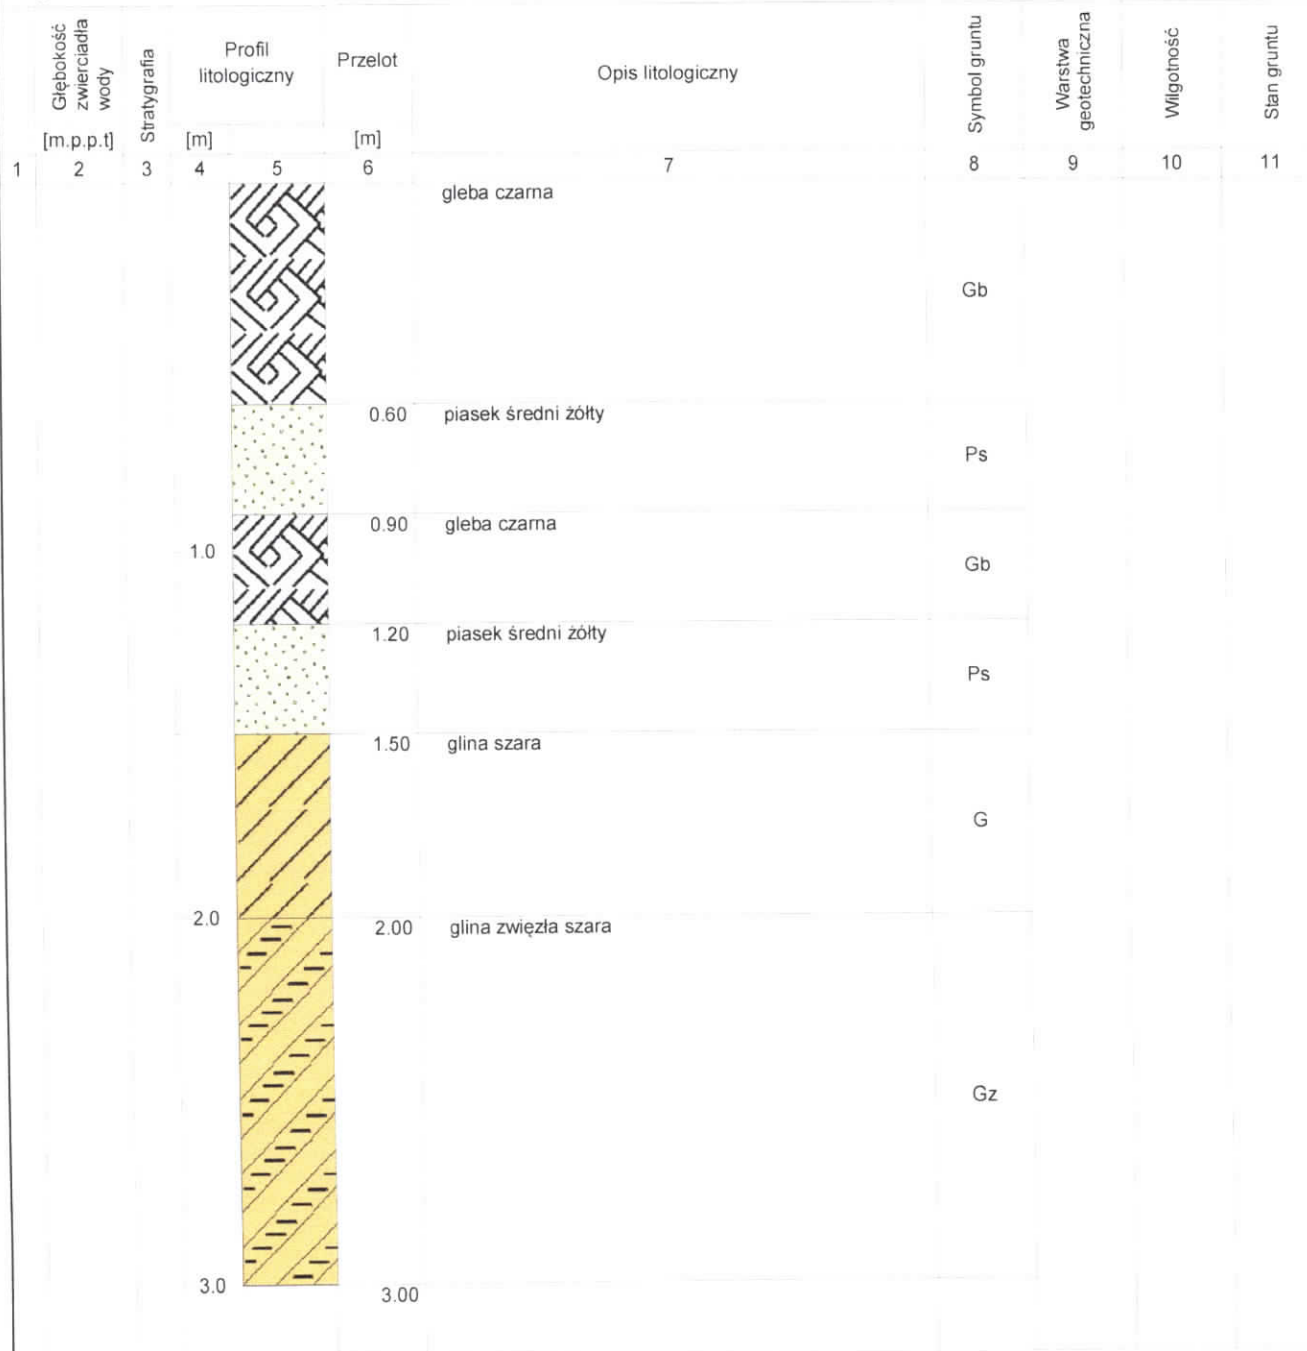 Głębokość
zwierciadła
wody
[m.p.p.t]
Stratygrafia
Profil
litologiczny
[m]
Przelot
[m]
Opis litologiczny
Symbol gruntu
Warstwa
geotechniczna
Wilgotność
Stan gruntu
1 2 3 4 5 6 7 8 9 10 11
gleba czarna
Gb
0.60 piasek średni żółty
Ps
0.90 gleba czarna
1.0
Gb
1.20 piasek średni żółty
Ps
1.50 glina szara
G
2.0 2.00 glina zwięzła szara
Gz
3.0 3.00